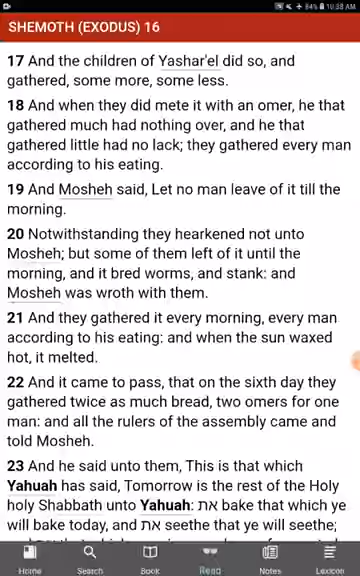 84% 10:38 AM
SHEMOTH (EXODUS) 16
17 And the children of Yashar'el did so, and
gathered, some more, some less.
18 And when they did mete it with an omer, he that
gathered much had nothing over, and he that
gathered little had no lack; they gathered every man
according to his eating.
19 And Mosheh said, Let no man leave of it till the
morning.
20 Notwithstanding they hearkened not unto
Mosheh; but some of them left of it until the
morning, and it bred worms, and stank: and
Mosheh was wroth with them.
21 And they gathered it every morning, every man
according to his eating: and when the sun waxed
hot, it melted.
22 And it came to pass, that on the sixth day they
gathered twice as much bread, two omers for one
man: and all the rulers of the assembly came and
told Mosheh.
23 And he said unto them, This is that which
Yahuah has said, Tomorrow is the rest of the Holy
holy Shabbath unto Yahuah: את bake that which ye
will bake today, and את seethe that ye will seethe;
Home Search Book Read Notes Lexicon